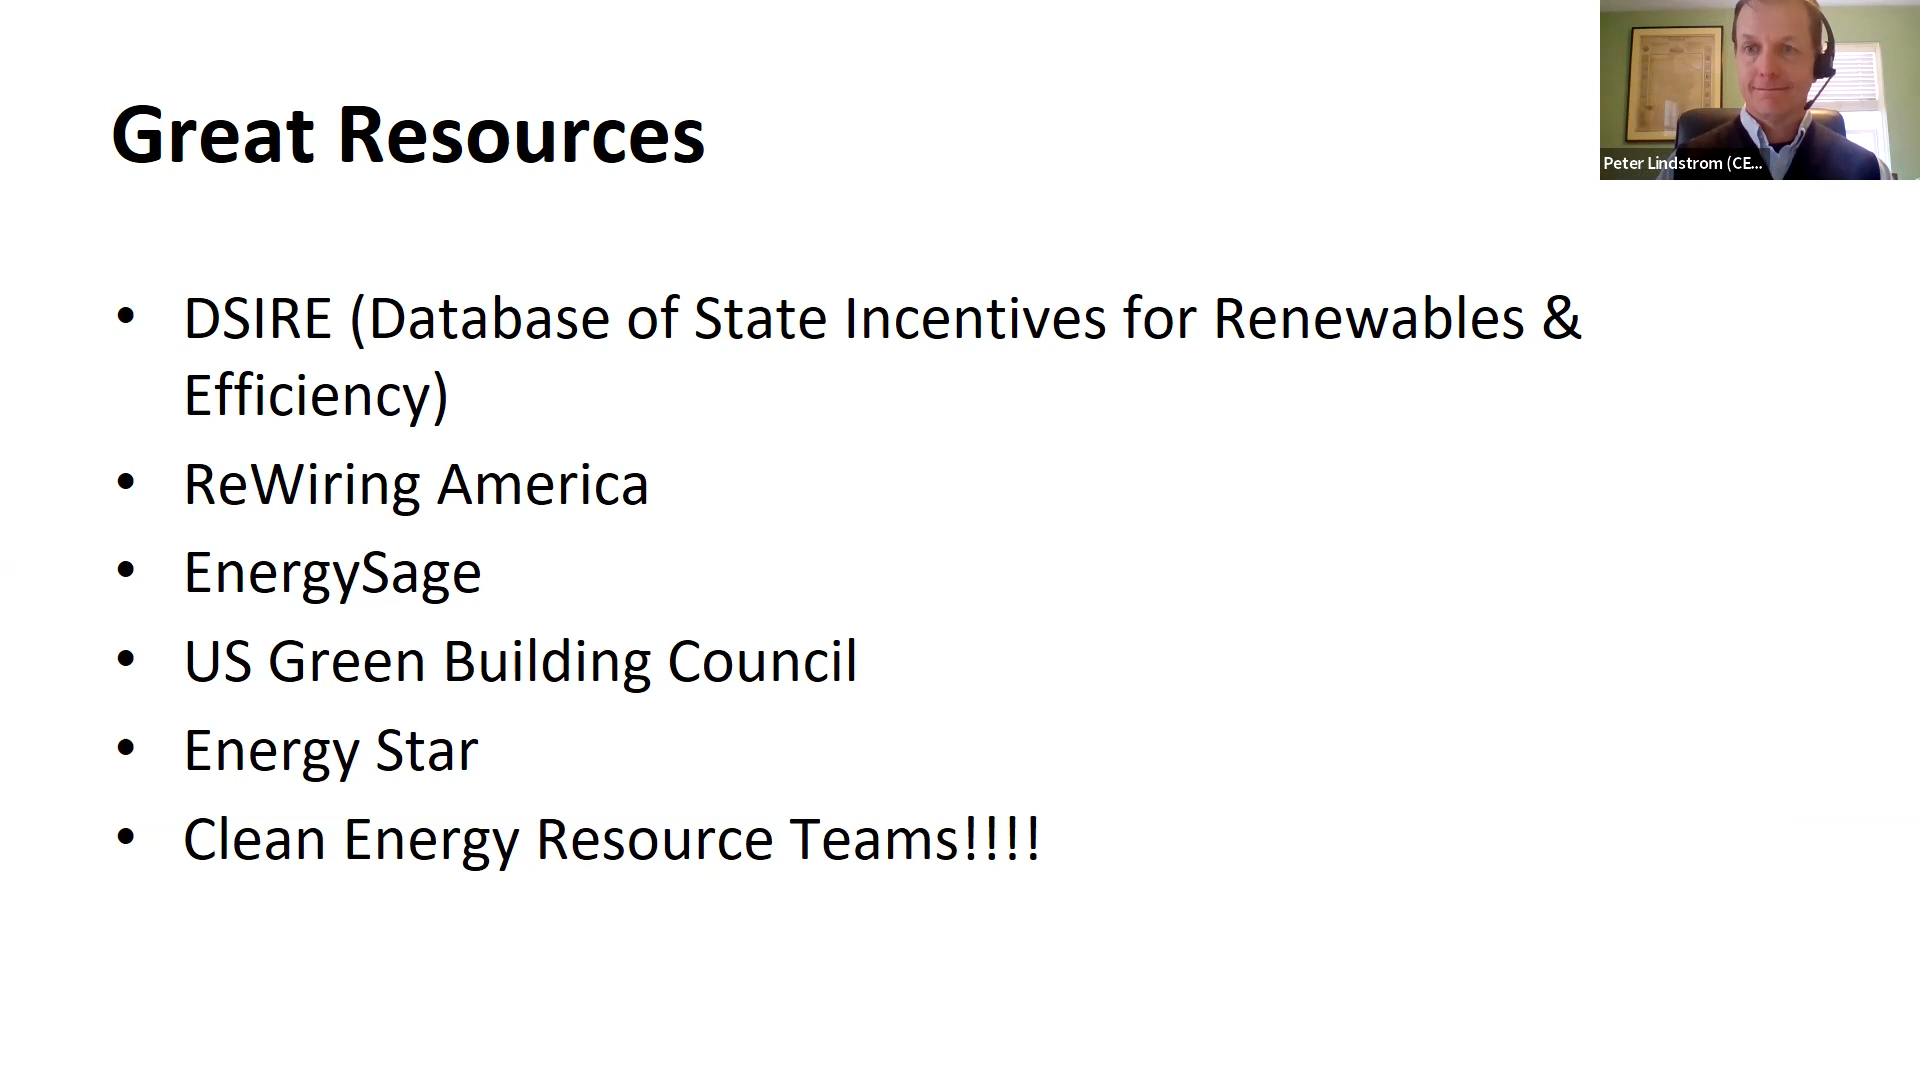 Great Resources
Peter Lindstrom (CE...
• DSIRE (Database of State Incentives for Renewables &
Efficiency)
• ReWiring America
• EnergySage
• US Green Building Council
• Energy Star
• Clean Energy Resource Teams!!!!